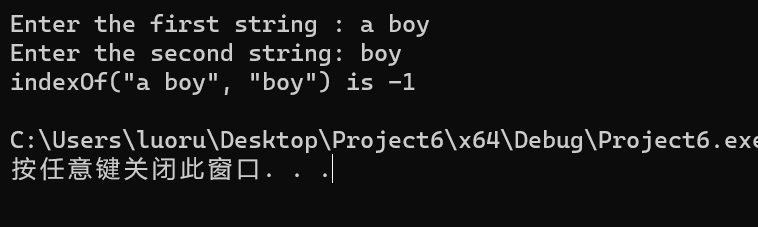 Enter the first string : a boy
Enter the second string: boy
indexOf("a boy", "boy") is -1
C:\Users\luoru\Desktop\Project6\x64\Debug\Project6.exe
按任意键关闭此窗口. . .